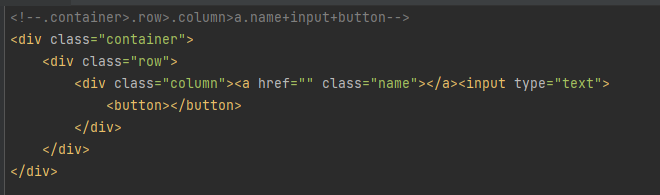 <!--.container>.row>.column>a.name+input+button-->
<div class="container">
    <div class="row">
        <div class="column"><a href="" class="name"></a><input type="text">
            <button></button>
        </div>
    </div>
</div>